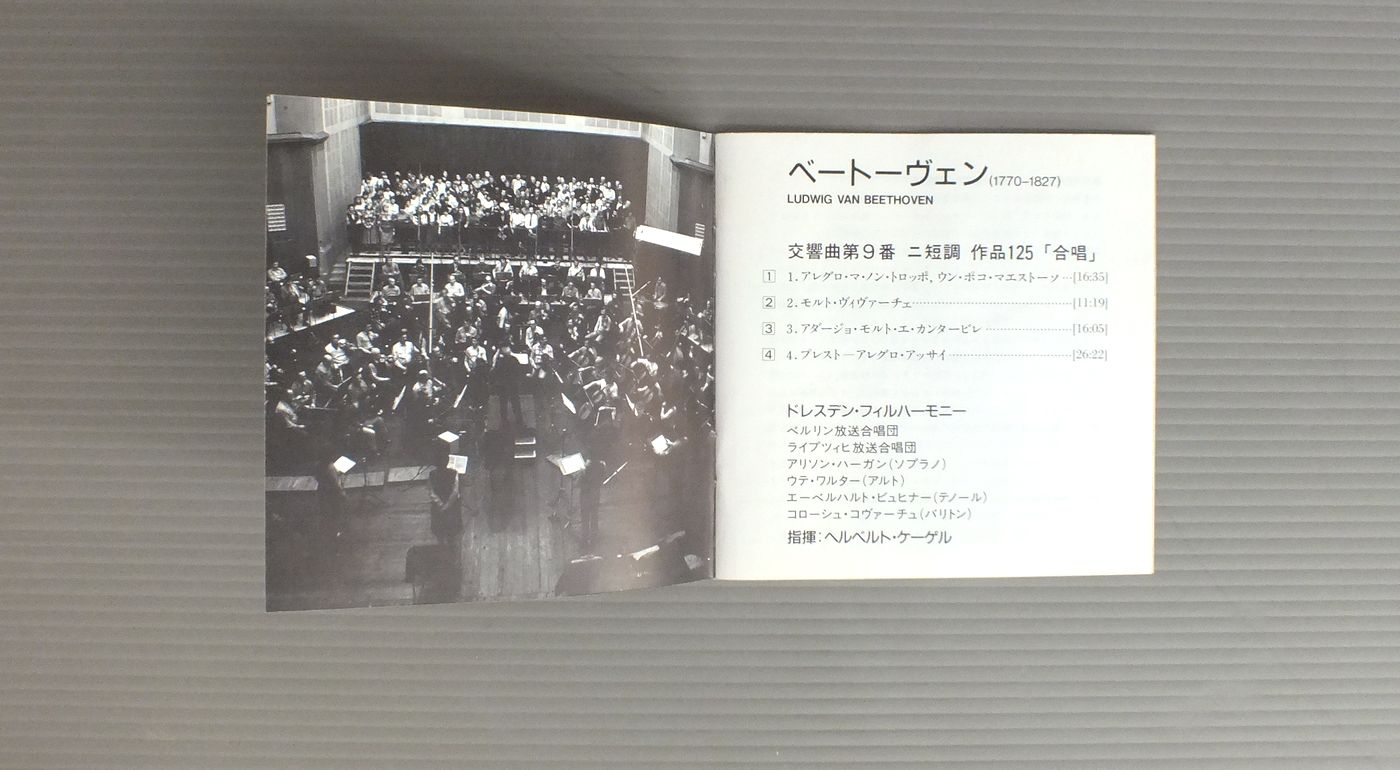 ベートーヴェン(1770–1827)
LUDWIG VAN BEETHOVEN
交響曲第9番 ニ短調 作品125「合唱」
1 1. アレグロ・マ・ノン・トロッポ, ウン・ポコ・マエストーソ…[16:35]
2 2. モルト・ヴィヴァーチェ…[11:19]
3 3. アダージョ・モルト・エ・カンタービレ…[16:05]
4 4. プレスト―アレグロ・アッサイ…[26:22]
ドレスデン・フィルハーモニー
ベルリン放送合唱団
ライプツィヒ放送合唱団
アリソン・ハーガン(ソプラノ)
ウテ・ワルター(アルト)
エーベルハルト・ビュヒナー(テノール)
コローシュ・コヴァーチュ(バリトン)
指揮:ヘルベルト・ケーゲル